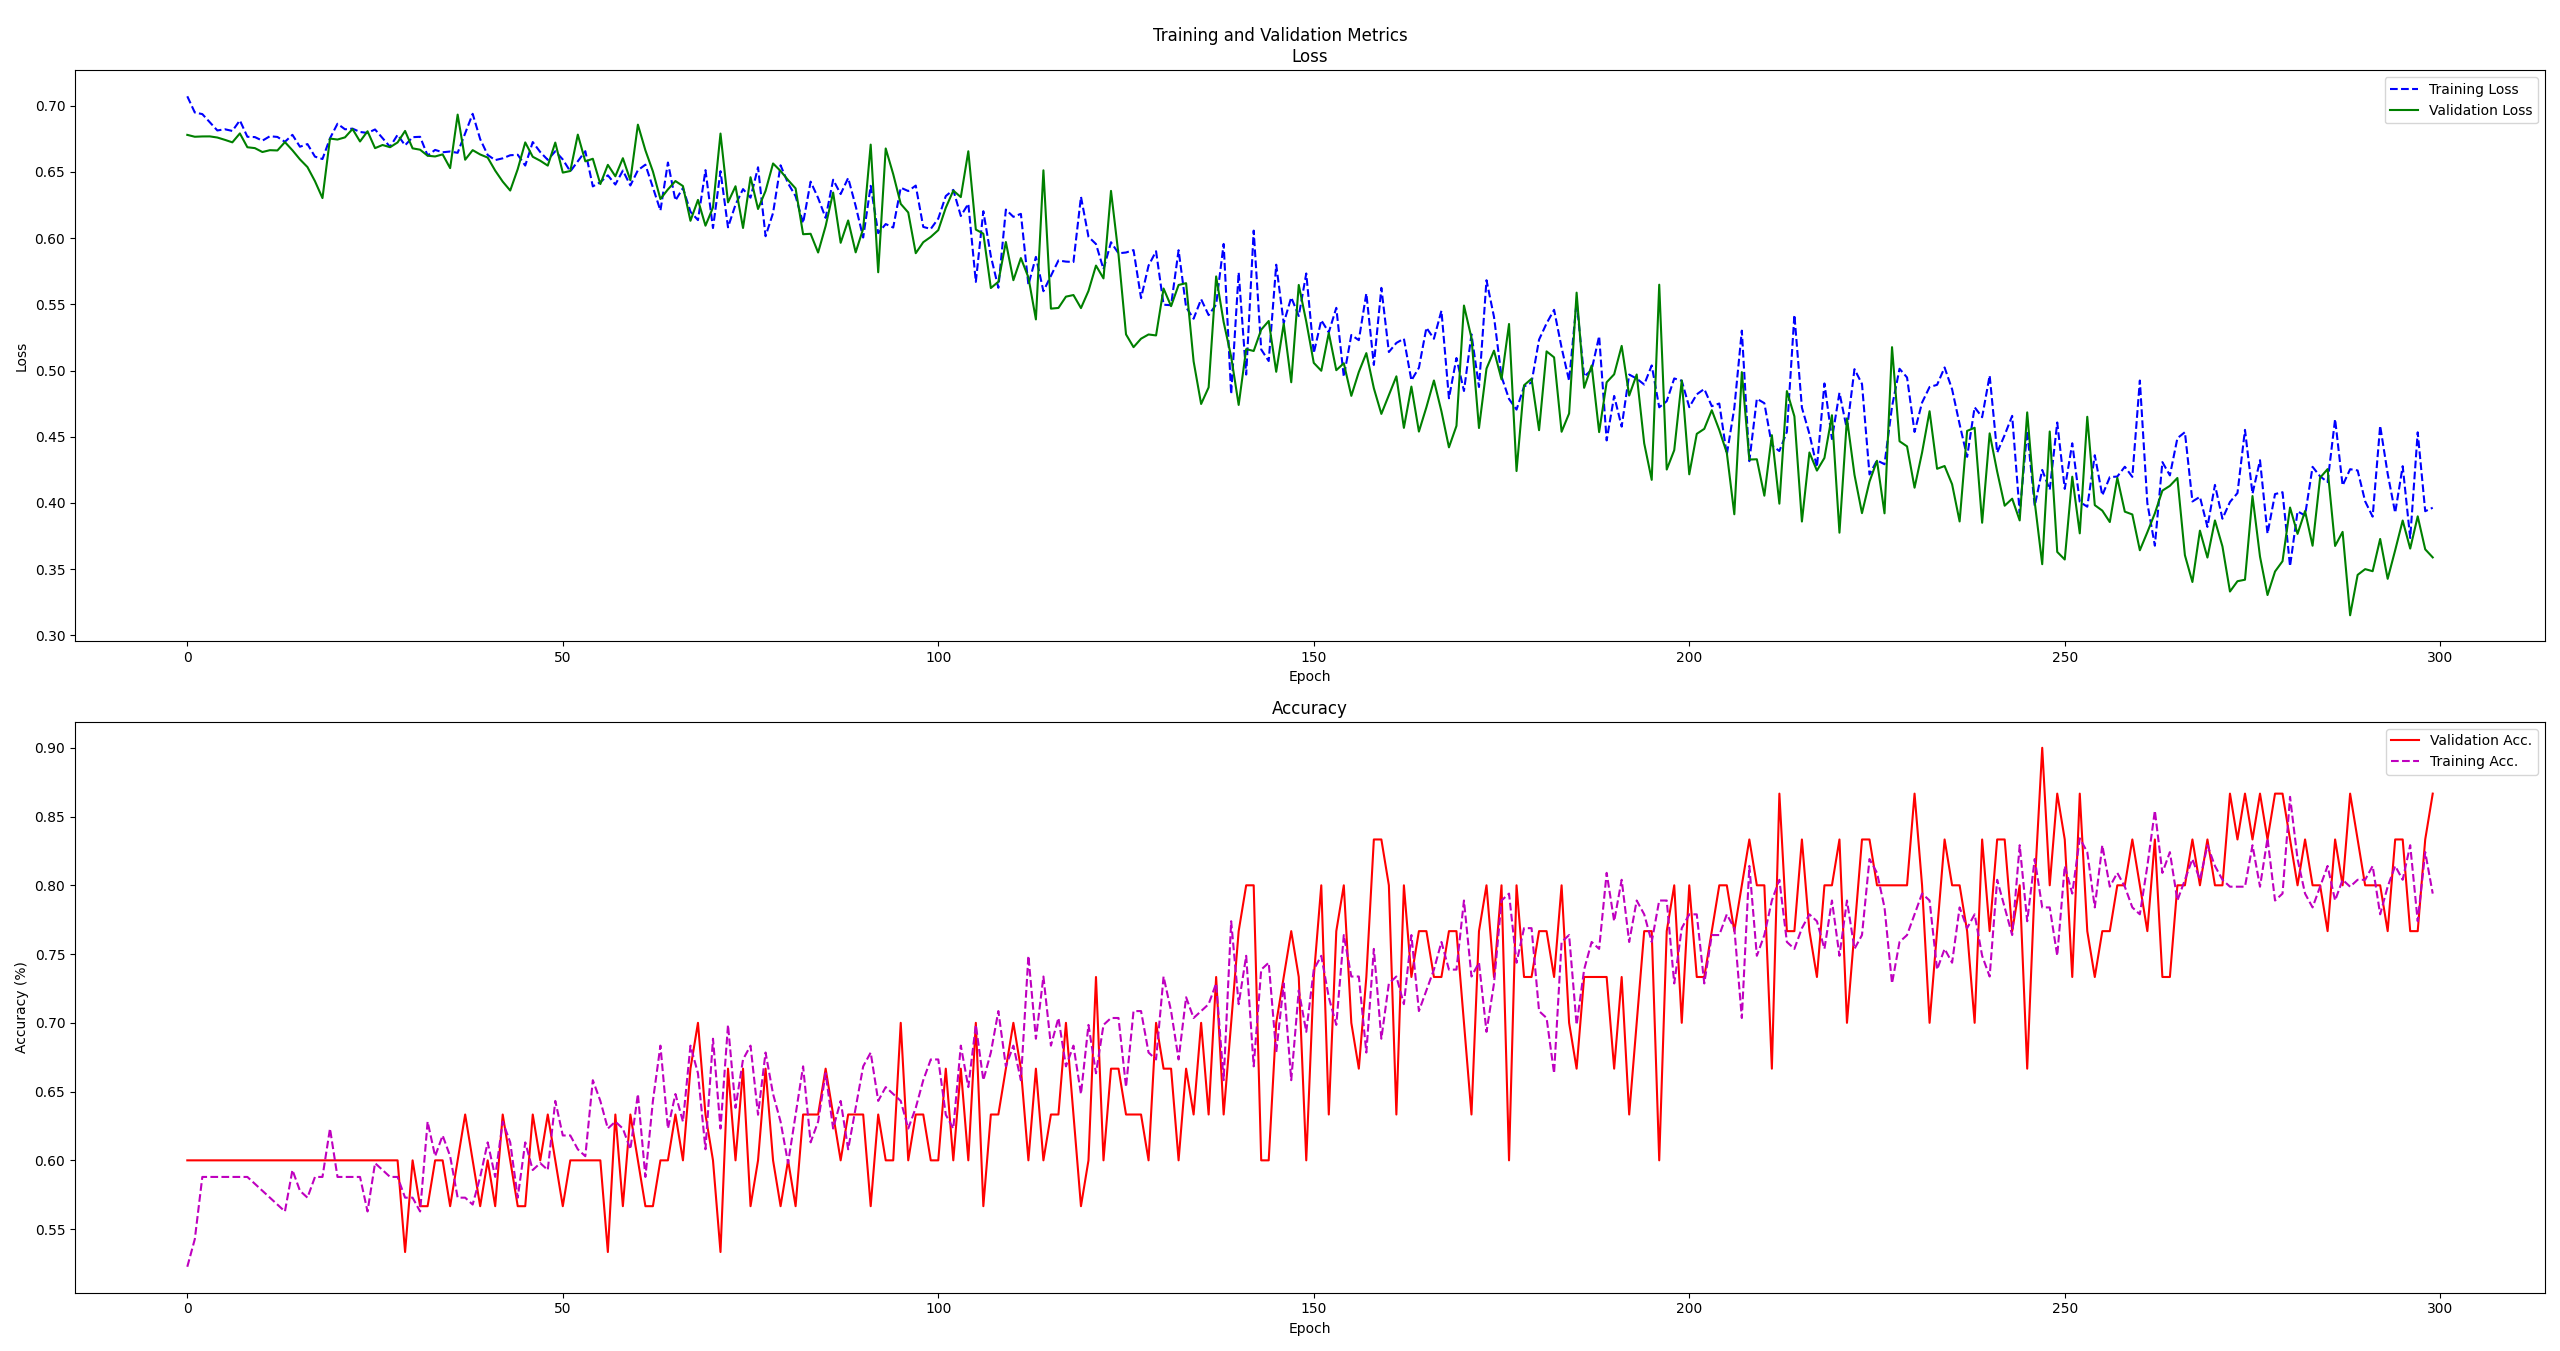 Training and Validation Metrics
Loss
Training Loss
Validation Loss
0.70
0.65
0.60
0.55
0.50
0.45
0.40
0.35
0.30
Loss
0 50 100 150 200 250 300
Epoch
Accuracy
Validation Acc.
Training Acc.
0.90
0.85
0.80
0.75
0.70
0.65
0.60
0.55
Accuracy (%)
0 50 100 150 200 250 300
Epoch